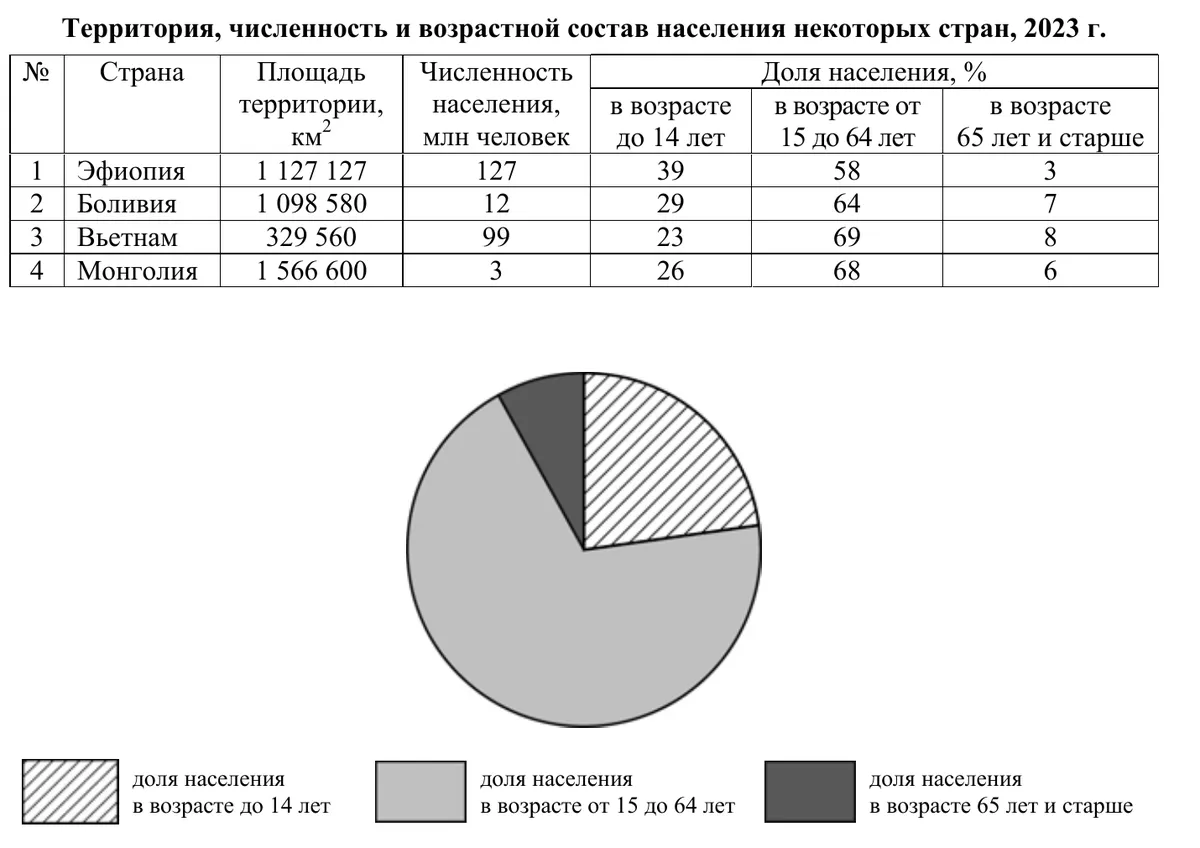 Территория, численность и возрастной состав населения некоторых стран, 2023 г.
№ Страна Площадь территории, км2 Численность населения, млн человек Доля населения, %
в возрасте до 14 лет в возрасте от 15 до 64 лет в возрасте 65 лет и старше
1 Эфиопия 1 127 127 127 39 58 3
2 Боливия 1 098 580 12 29 64 7
3 Вьетнам 329 560 99 23 69 8
4 Монголия 1 566 600 3 26 68 6
доля населения
в возрасте до 14 лет
доля населения
в возрасте от 15 до 64 лет
доля населения
в возрасте 65 лет и старше